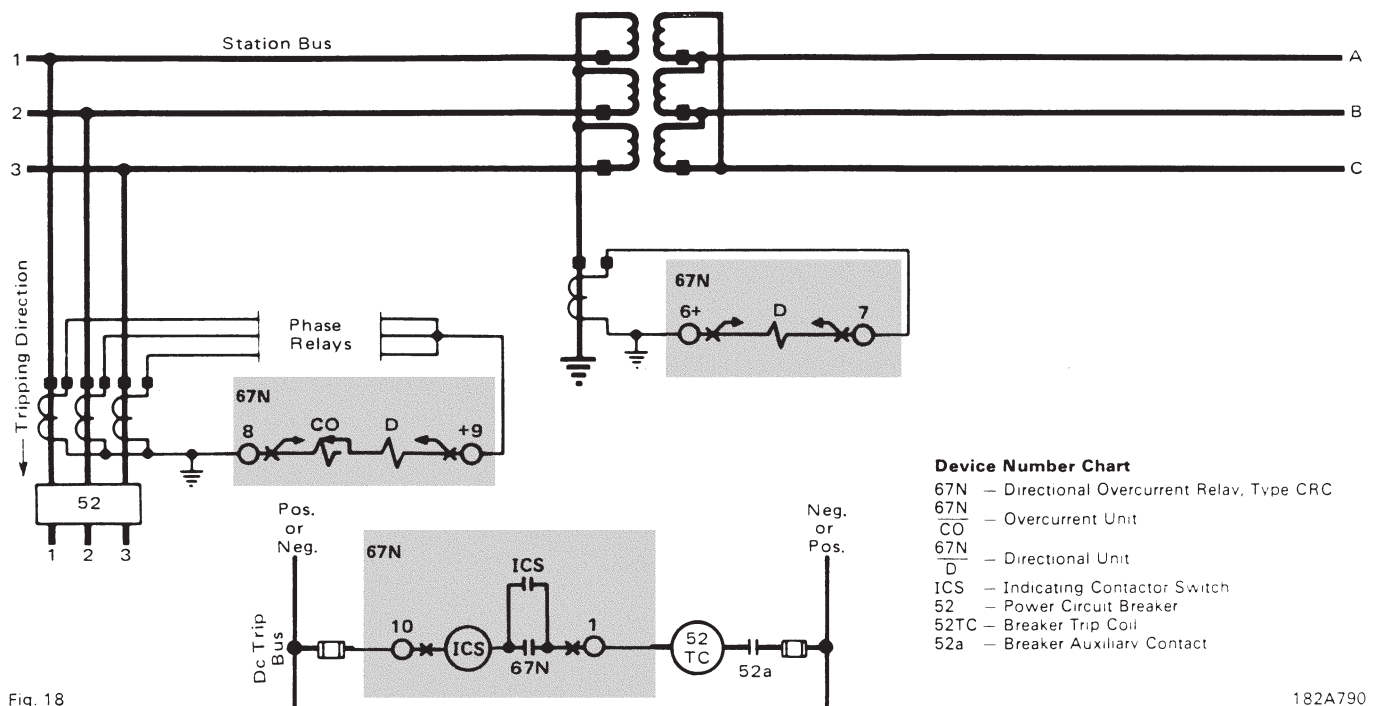 Station Bus
1
A
2
B
3
C
Tripping Direction
Phase
Relays
67N
6+
D
7
67N
8
CO
D
+9
52
1 2 3
Pos.
or
Neg.
Neg.
or
Pos.
67N
ICS
10
ICS
67N
1
52
TC
52a
Dc Trip
Bus
Device Number Chart
67N – Directional Overcurrent Relay, Type CRC
67N
CO – Overcurrent Unit
67N
D – Directional Unit
ICS – Indicating Contactor Switch
52 – Power Circuit Breaker
52TC – Breaker Trip Coil
52a – Breaker Auxiliary Contact
Fig. 18
182A790